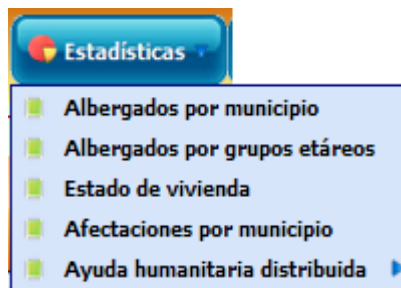 Estadísticas
Albergados por municipio
Albergados por grupos etáreos
Estado de vivienda
Afectaciones por municipio
Ayuda humanitaria distribuida